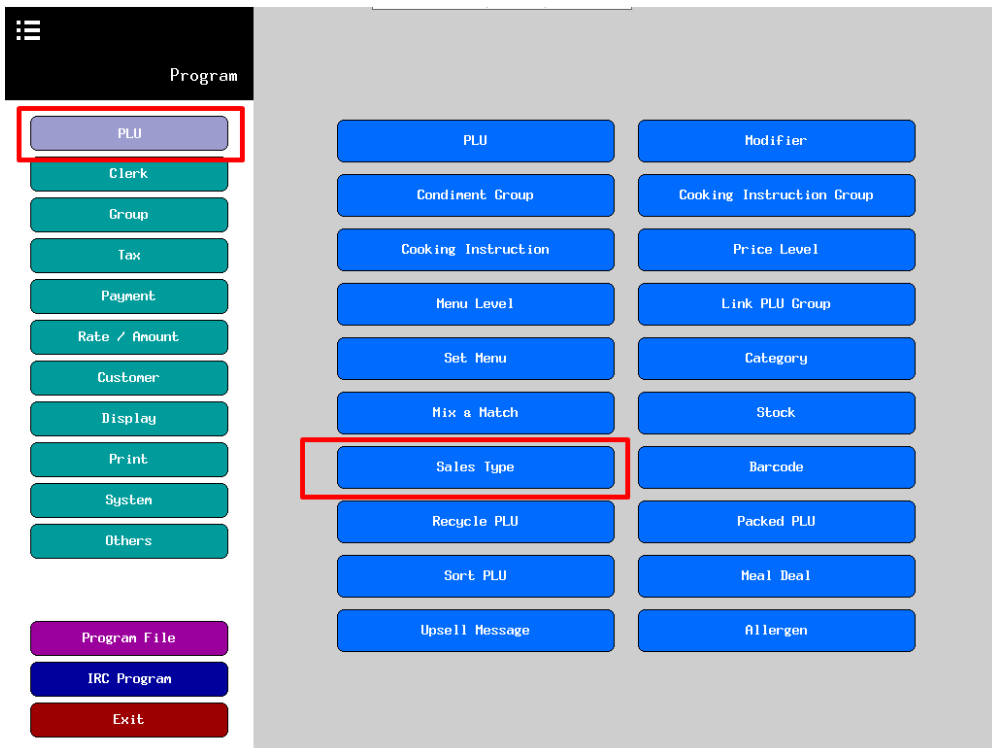 Program
PLU
Clerk
Group
Tax
Payment
Rate / Amount
Customer
Display
Print
System
Others
Program File
IRC Program
Exit
PLU
Modifier
Condiment Group
Cooking Instruction Group
Cooking Instruction
Price Level
Menu Level
Link PLU Group
Set Menu
Category
Mix & Match
Stock
Sales Type
Barcode
Recycle PLU
Packed PLU
Sort PLU
Meal Deal
Upsell Message
Allergen